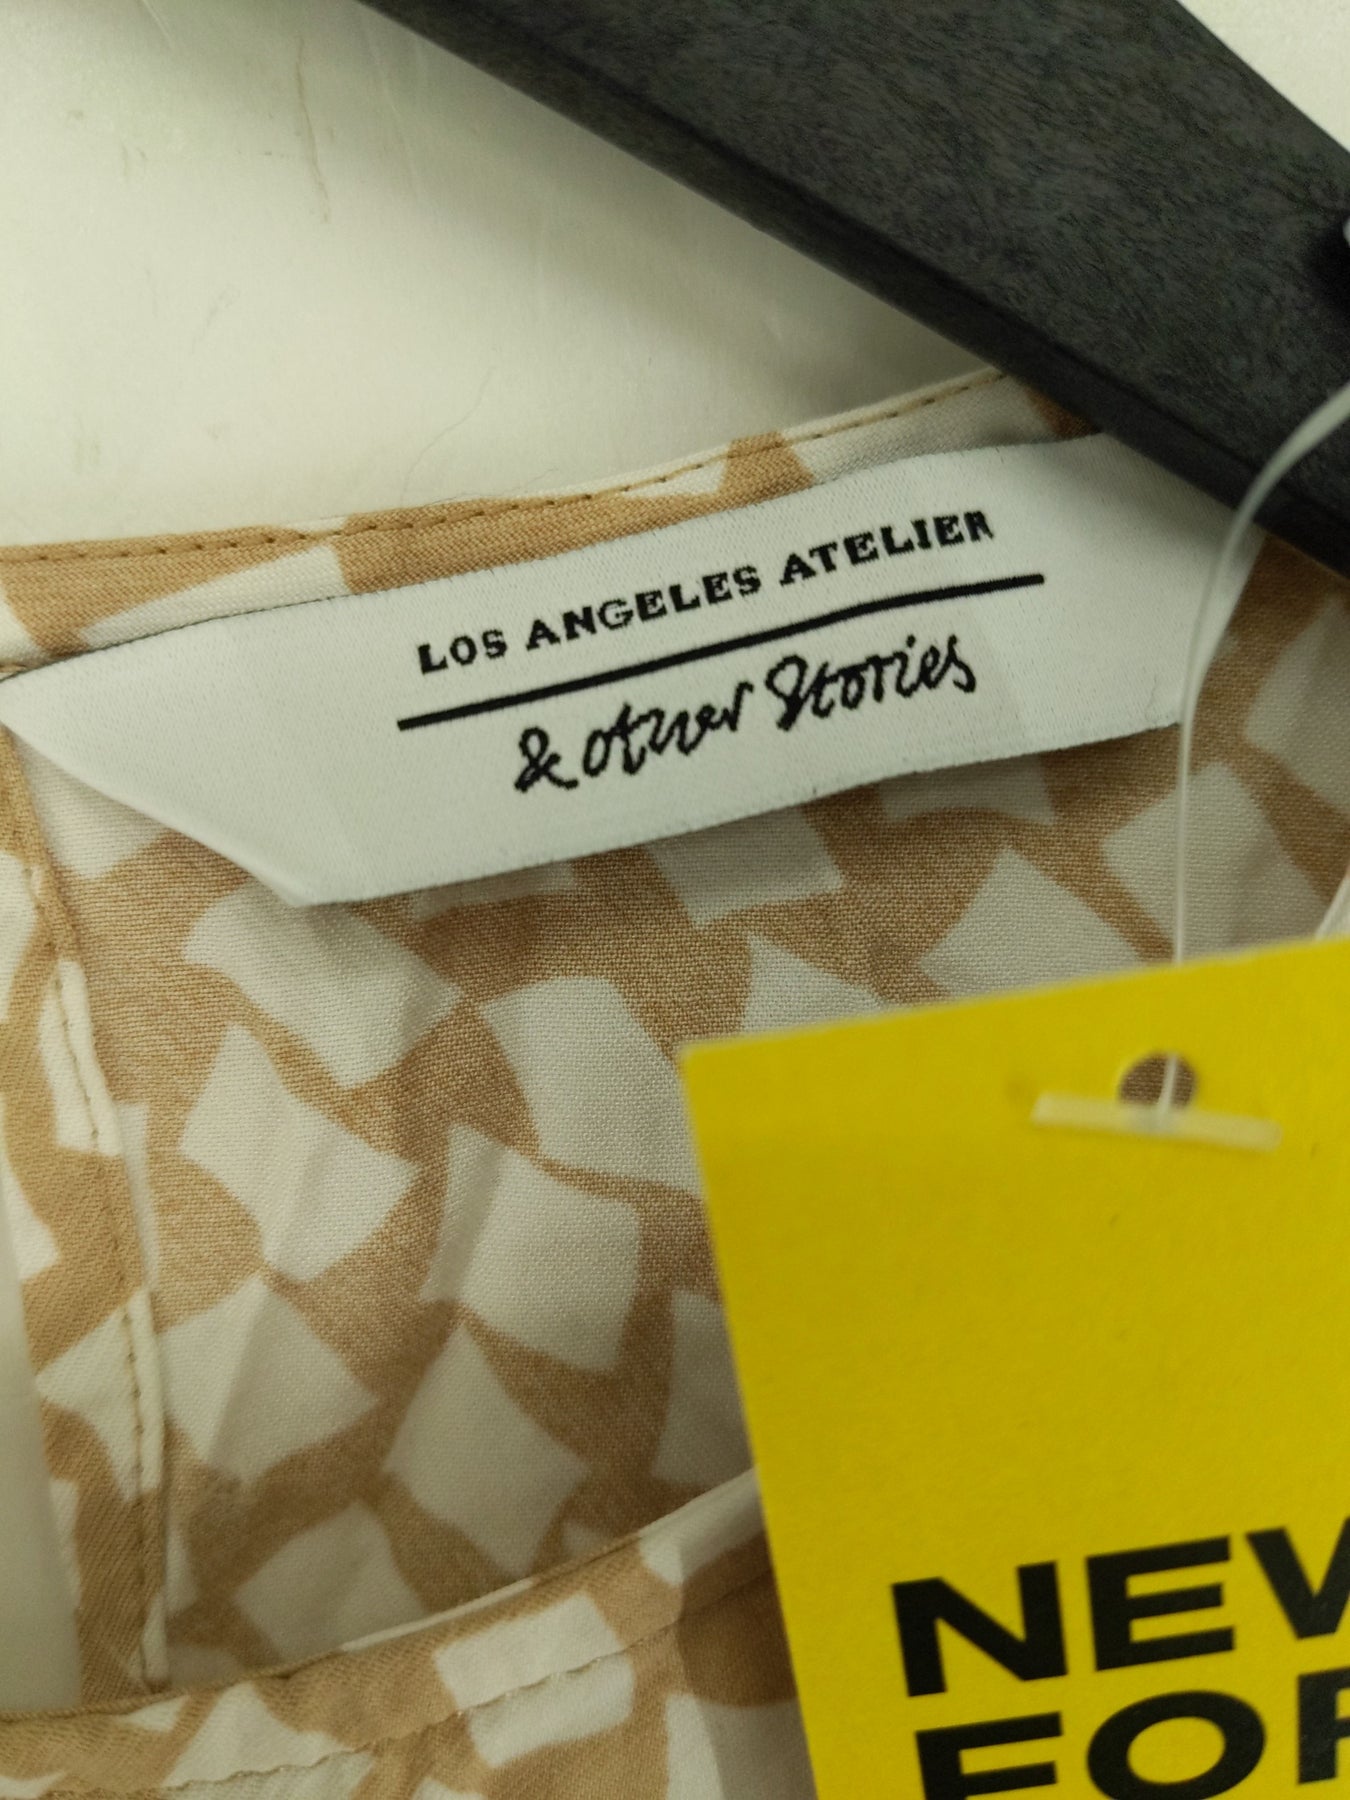 LOS ANGELES ATELIER
& other Stories
NEW
FOR